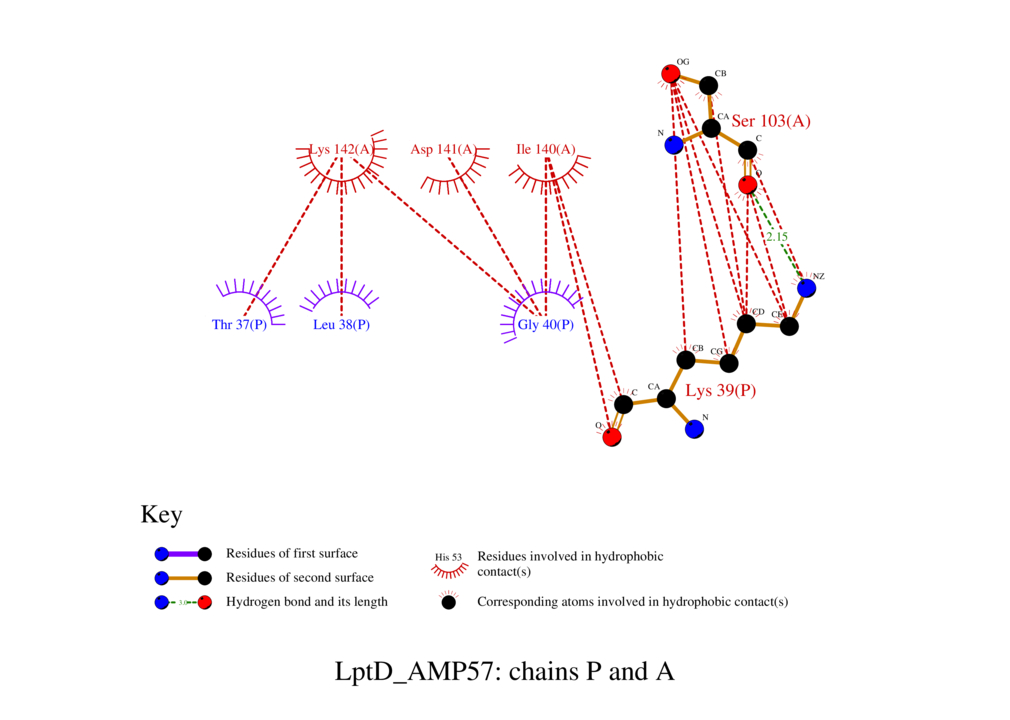 OG
CB
CA Ser 103(A)
N
C
Lys 142(A)
Asp 141(A)
Ile 140(A)
O
2.15
NZ
Thr 37(P)
Leu 38(P)
Gly 40(P)
CD
CE
CB
CG
CA
Lys 39(P)
C
N
O
Key
Residues of first surface
Residues of second surface
3.0
Hydrogen bond and its length
His 53
Residues involved in hydrophobic
contact(s)
Corresponding atoms involved in hydrophobic contact(s)
LptD_AMP57: chains P and A